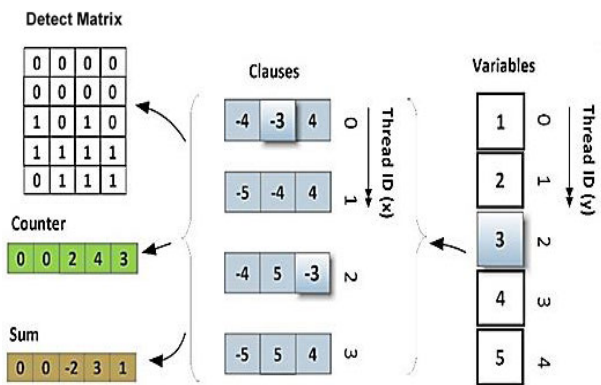 Detect Matrix
0 0 0 0
0 0 0 0
1 0 1 0
1 1 1 1
0 1 1 1
Counter
0 0 2 4 3
Sum
0 0 -2 3 1
Clauses
-4 -3 4 0
-5 -4 4 1
-4 5 -3 2
-5 5 4 3
Thread ID (x)
Variables
1 0
2 1
3 2
4 3
5 4
Thread ID (y)